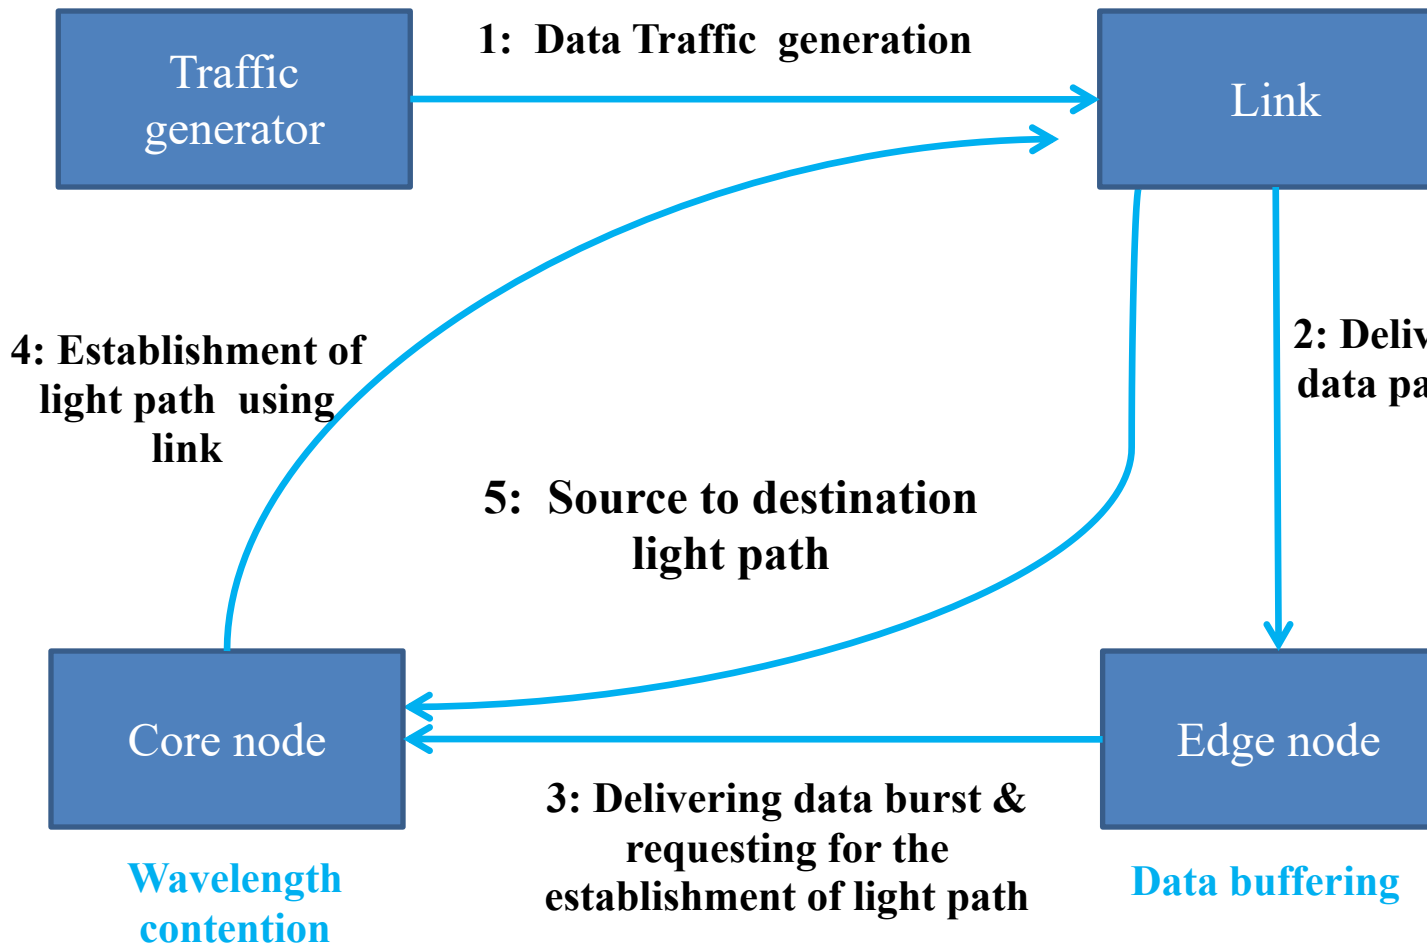 1: Data Traffic generation
Traffic
generator
Link
4: Establishment of
light path using
link
2:
data
5: Source to destination
light path
Core node
Edge node
3: Delivering data burst &
requesting for the
establishment of light path
Wavelength
contention
Data buffering